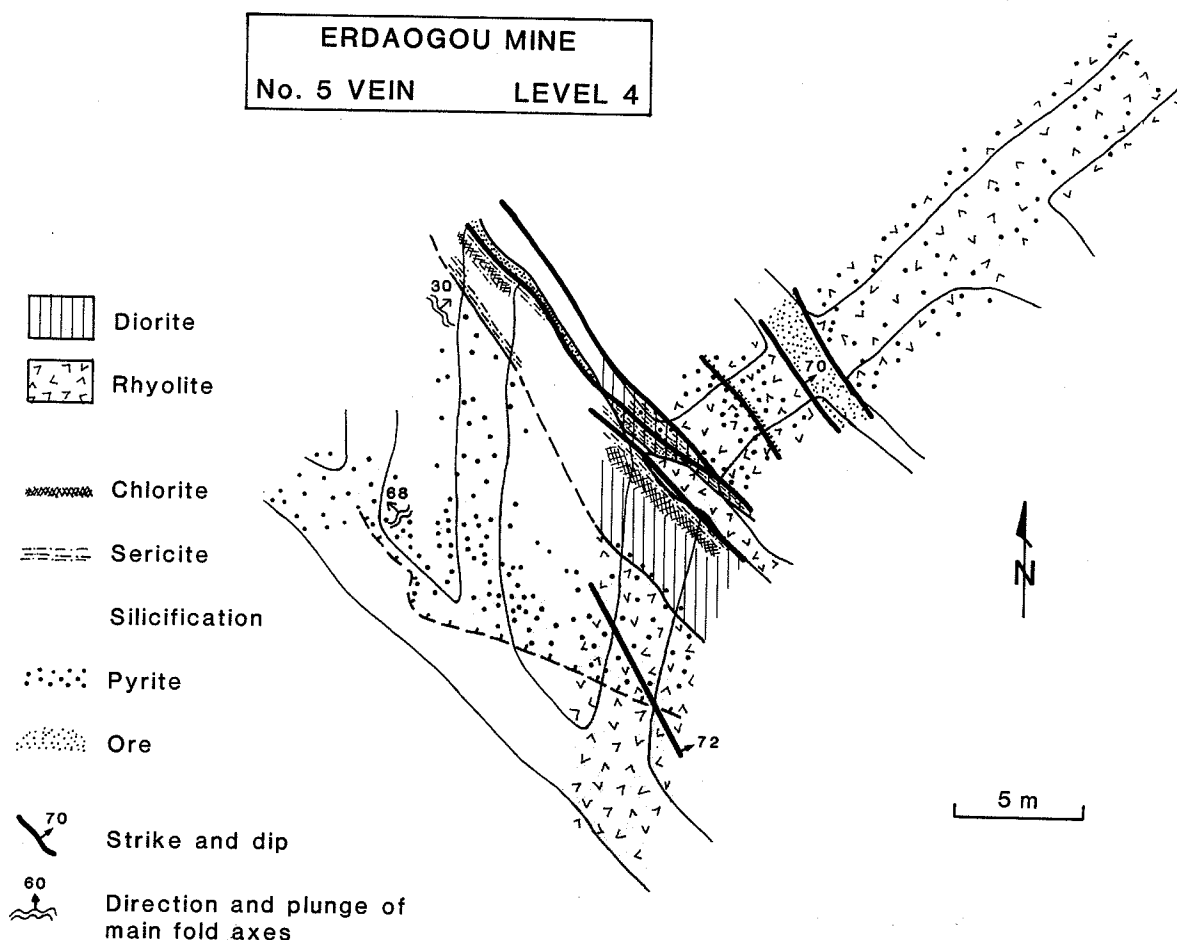 ERDAOGOU MINE
No. 5 VEIN LEVEL 4
Diorite
Rhyolite
Chlorite
Sericite
Silicification
Pyrite
Ore
70
Strike and dip
60
Direction and plunge of
main fold axes
30
68
70
72
N
5 m